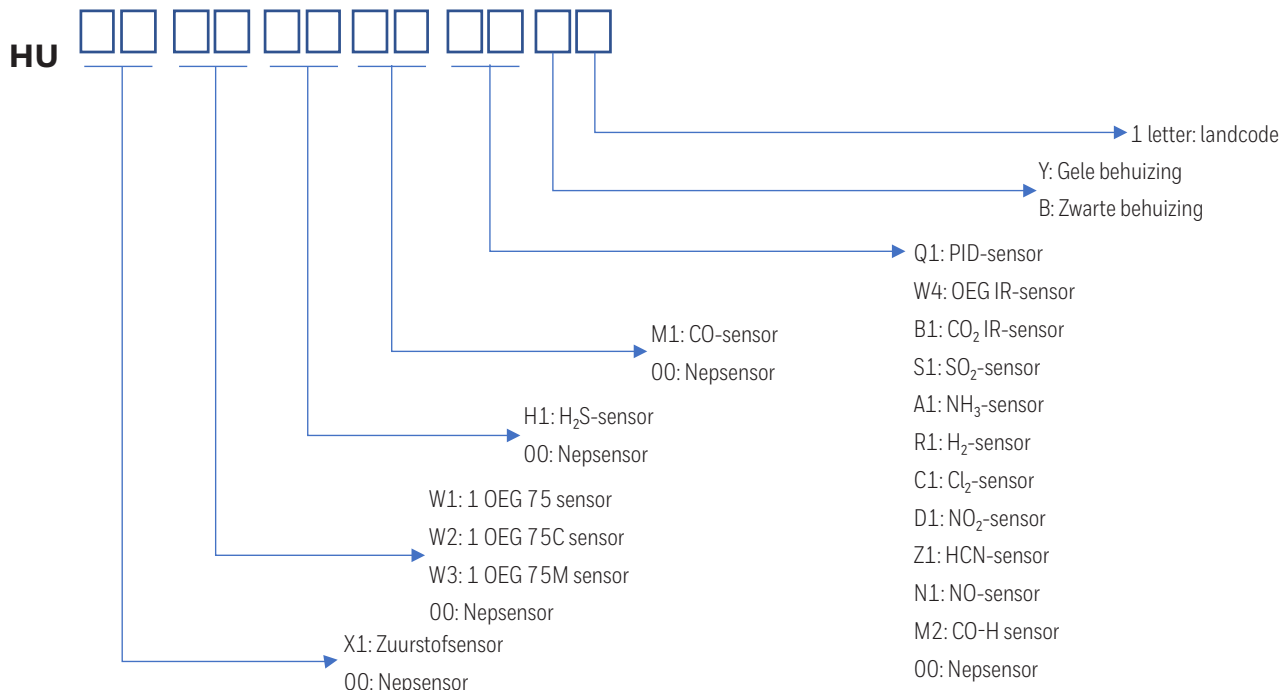 HU
1 letter: landcode
Y: Gele behuizing
B: Zwarte behuizing
Q1: PID-sensor
W4: OEG IR-sensor
B1: CO₂ IR-sensor
S1: SO₂-sensor
A1: NH₃-sensor
R1: H₂-sensor
C1: Cl₂-sensor
D1: NO₂-sensor
Z1: HCN-sensor
N1: NO-sensor
M2: CO-H sensor
00: Nepsensor
M1: CO-sensor
00: Nepsensor
H1: H₂S-sensor
00: Nepsensor
W1: 1 OEG 75 sensor
W2: 1 OEG 75C sensor
W3: 1 OEG 75M sensor
00: Nepsensor
X1: Zuurstofsensor
00: Nepsensor